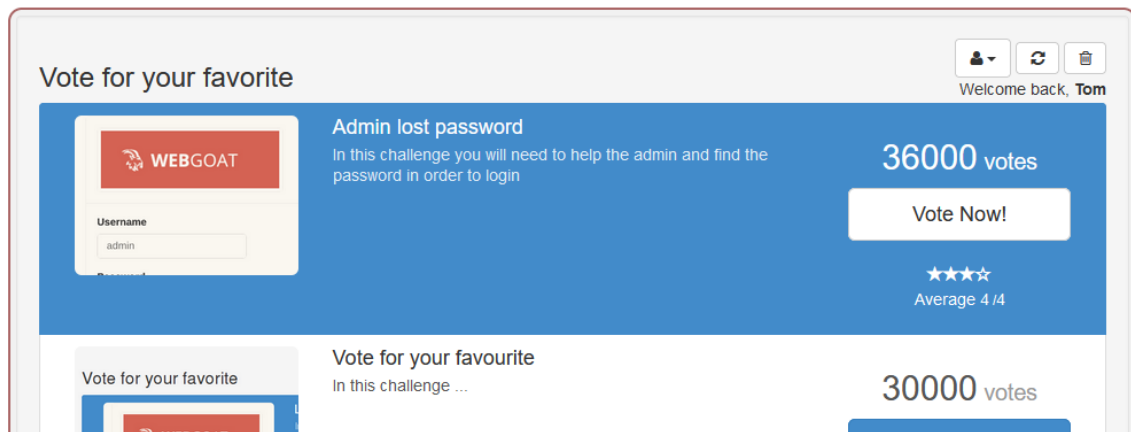 Vote for your favorite
Welcome back, Tom
WEBGOAT
Username
admin
Admin lost password
In this challenge you will need to help the admin and find the
password in order to login
36000 votes
Vote Now!
Average 4 /4
Vote for your favorite
Vote for your favourite
In this challenge ...
30000 votes